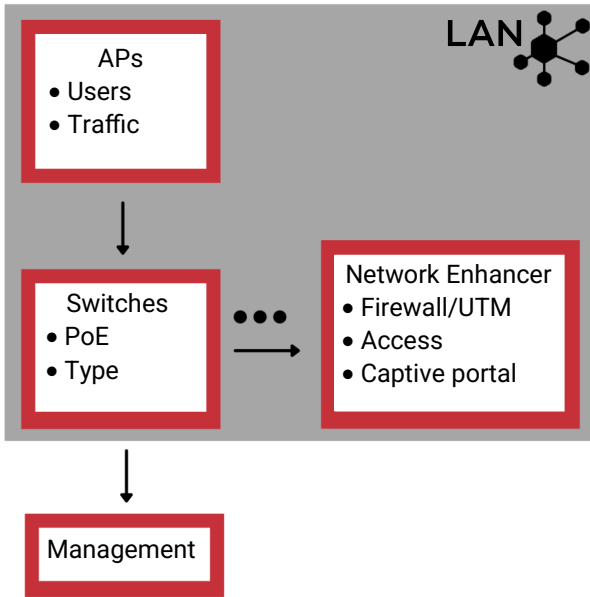 LAN
APs
• Users
• Traffic
Switches
• PoE
• Type
Network Enhancer
• Firewall/UTM
• Access
• Captive portal
Management